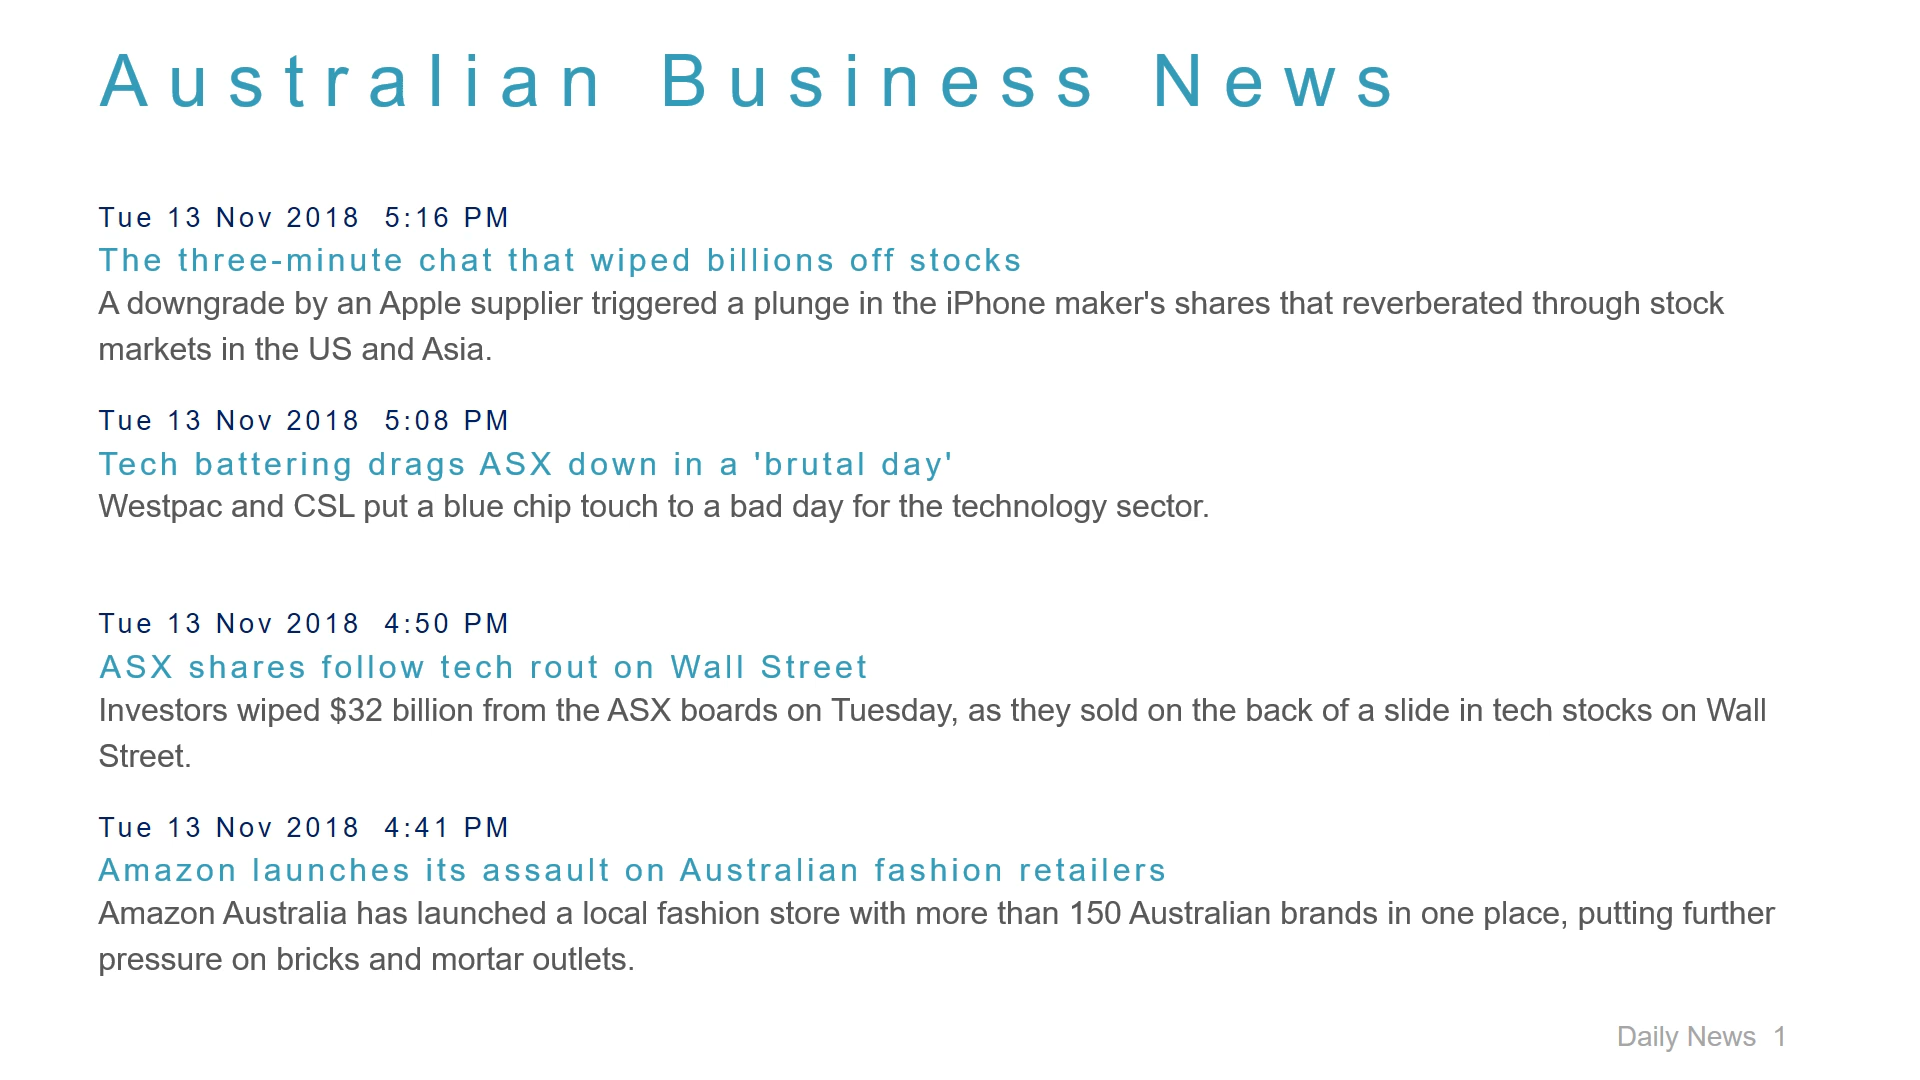 Australian Business News
Tue 13 Nov 2018 5:16 PM
The three-minute chat that wiped billions off stocks
A downgrade by an Apple supplier triggered a plunge in the iPhone maker's shares that reverberated through stock
markets in the US and Asia.
Tue 13 Nov 2018 5:08 PM
Tech battering drags ASX down in a 'brutal day'
Westpac and CSL put a blue chip touch to a bad day for the technology sector.
Tue 13 Nov 2018 4:50 PM
ASX shares follow tech rout on Wall Street
Investors wiped $32 billion from the ASX boards on Tuesday, as they sold on the back of a slide in tech stocks on Wall
Street.
Tue 13 Nov 2018 4:41 PM
Amazon launches its assault on Australian fashion retailers
Amazon Australia has launched a local fashion store with more than 150 Australian brands in one place, putting further
pressure on bricks and mortar outlets.
Daily News 1